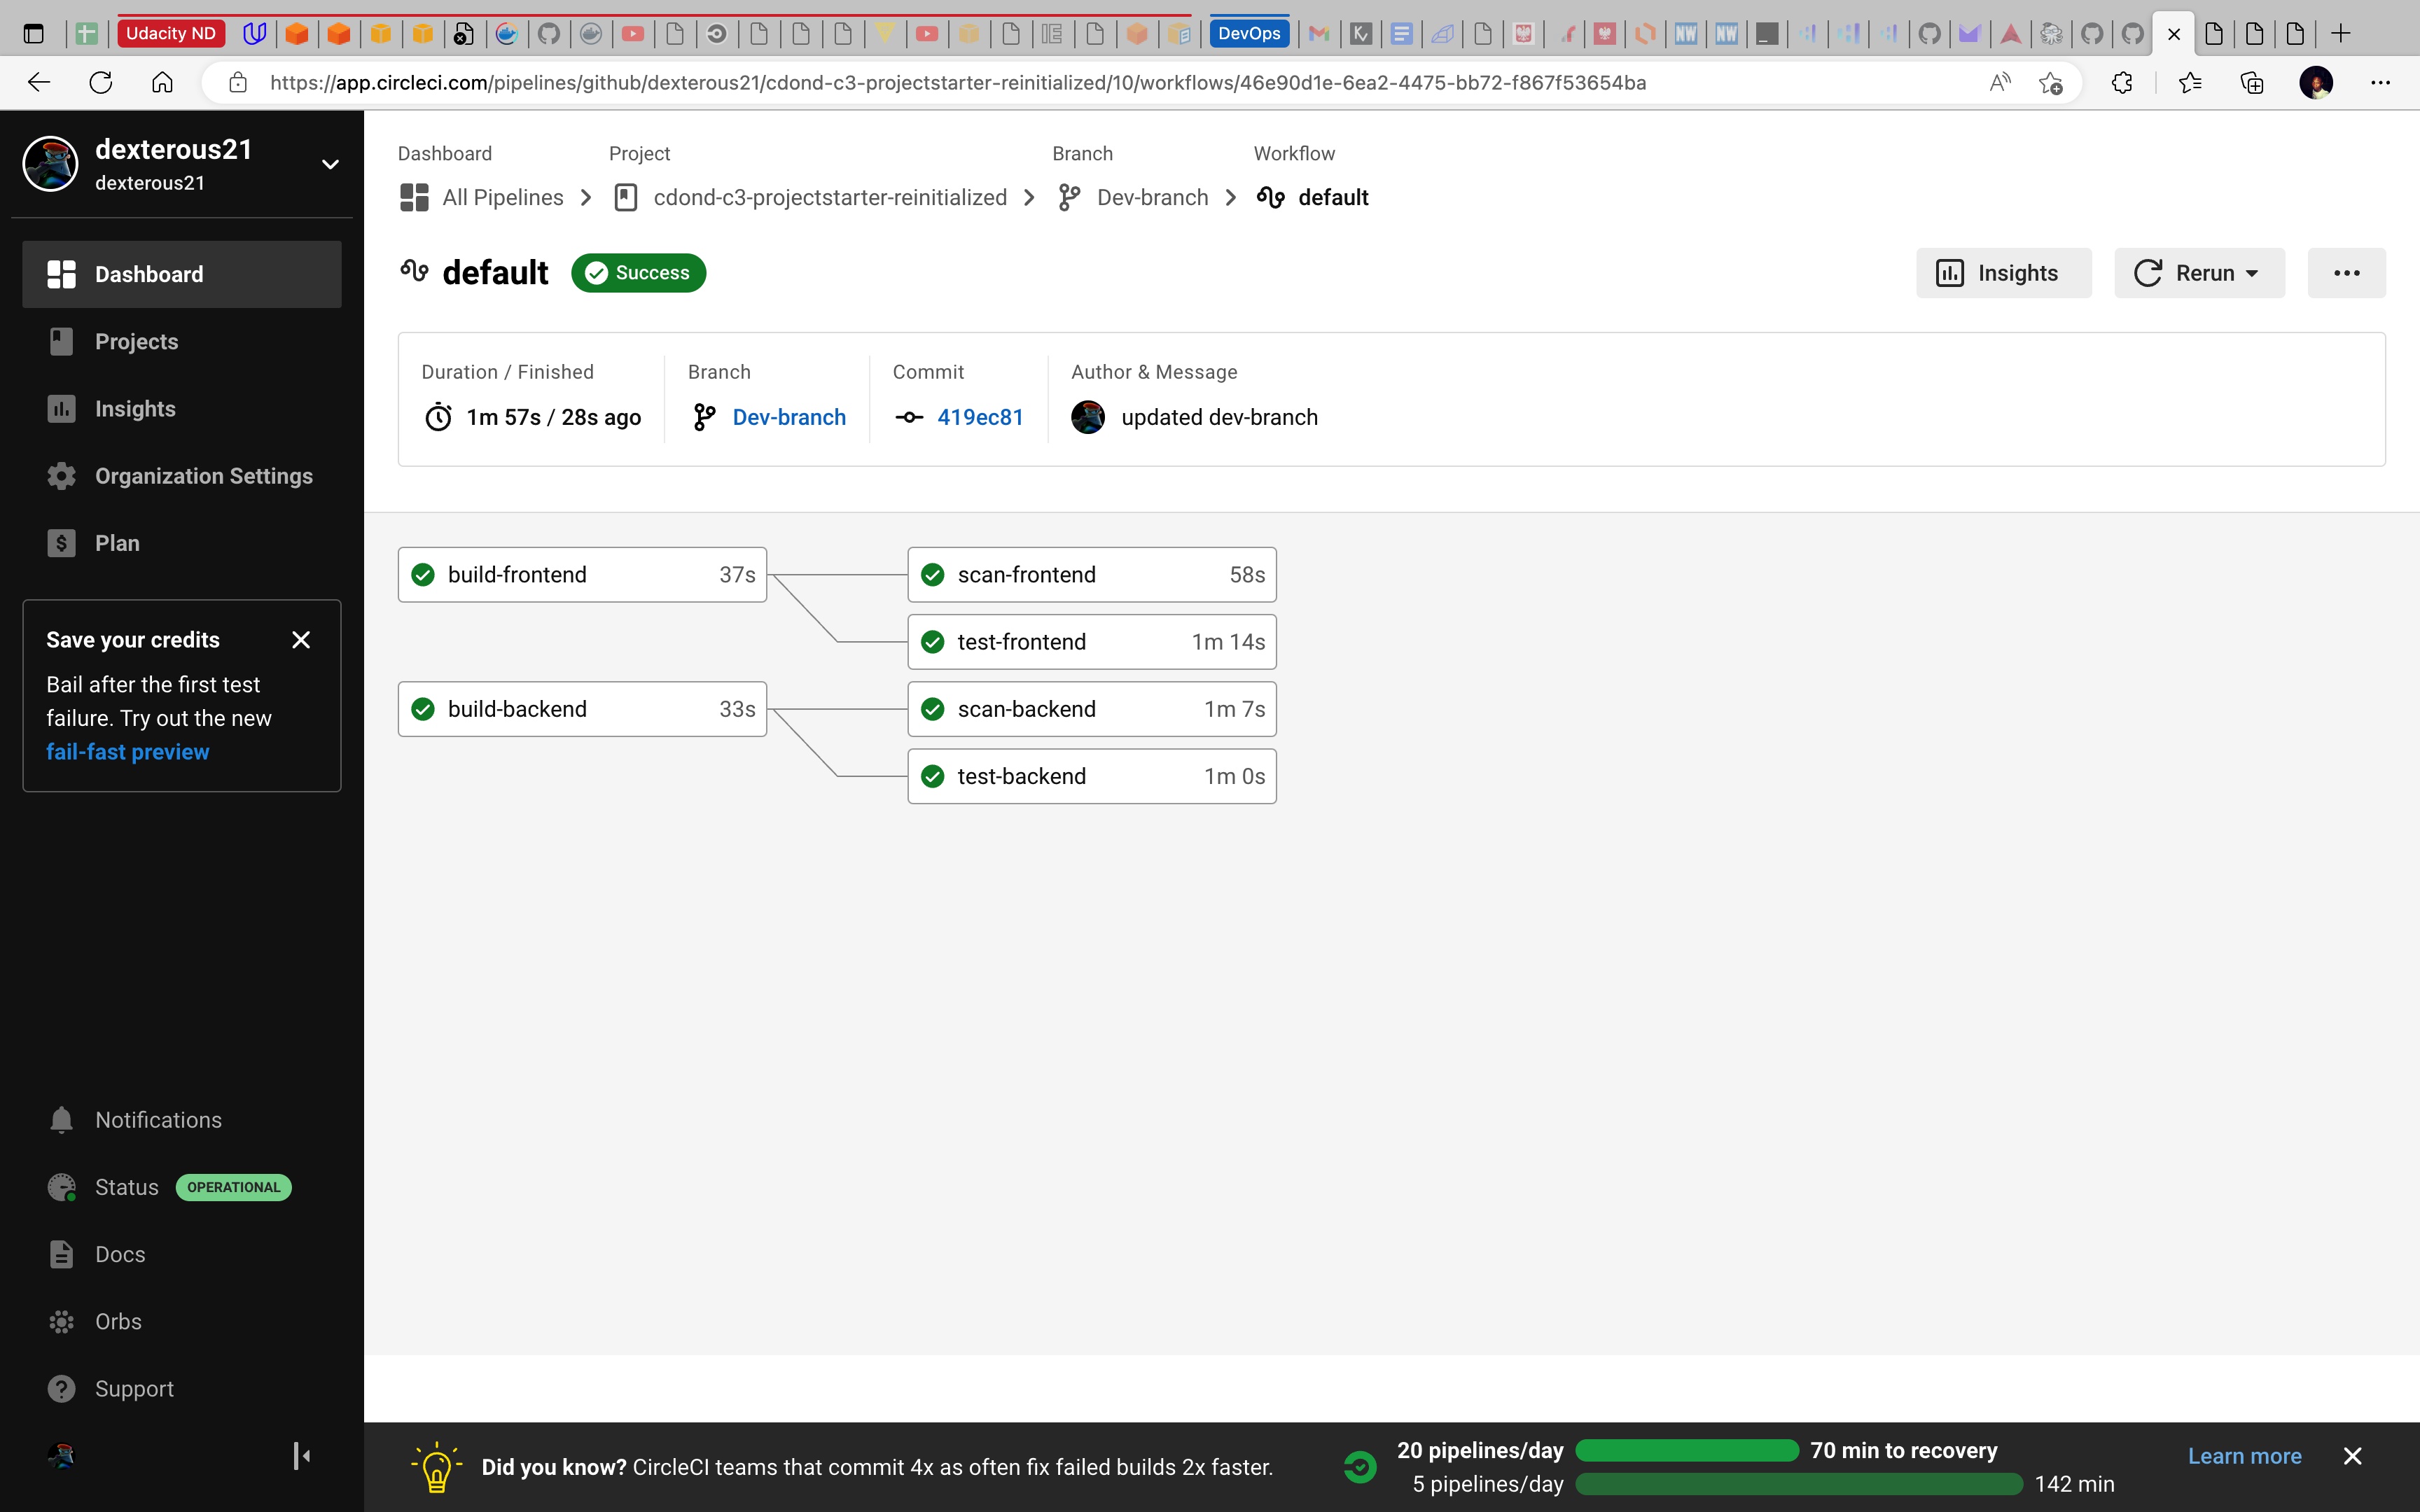 Udacity ND
DevOps
NW
NW
https://app.circleci.com/pipelines/github/dexterous21/cdond-c3-projectstarter-reinitialized/10/workflows/46e90d1e-6ea2-4475-bb72-f867f53654ba
dexterous21
dexterous21
Dashboard
Projects
Insights
Organization Settings
Plan
Save your credits
Bail after the first test
failure. Try out the new
fail-fast preview
Notifications
Status OPERATIONAL
Docs
Orbs
Support
Dashboard Project Branch Workflow
All Pipelines cdond-c3-projectstarter-reinitialized Dev-branch default
default Success
Insights Rerun
Duration / Finished Branch Commit Author & Message
1m 57s / 28s ago Dev-branch 419ec81 updated dev-branch
build-frontend 37s scan-frontend 58s
test-frontend 1m 14s
build-backend 33s scan-backend 1m 7s
test-backend 1m 0s
Did you know? CircleCI teams that commit 4x as often fix failed builds 2x faster.
20 pipelines/day 70 min to recovery
5 pipelines/day 142 min
Learn more